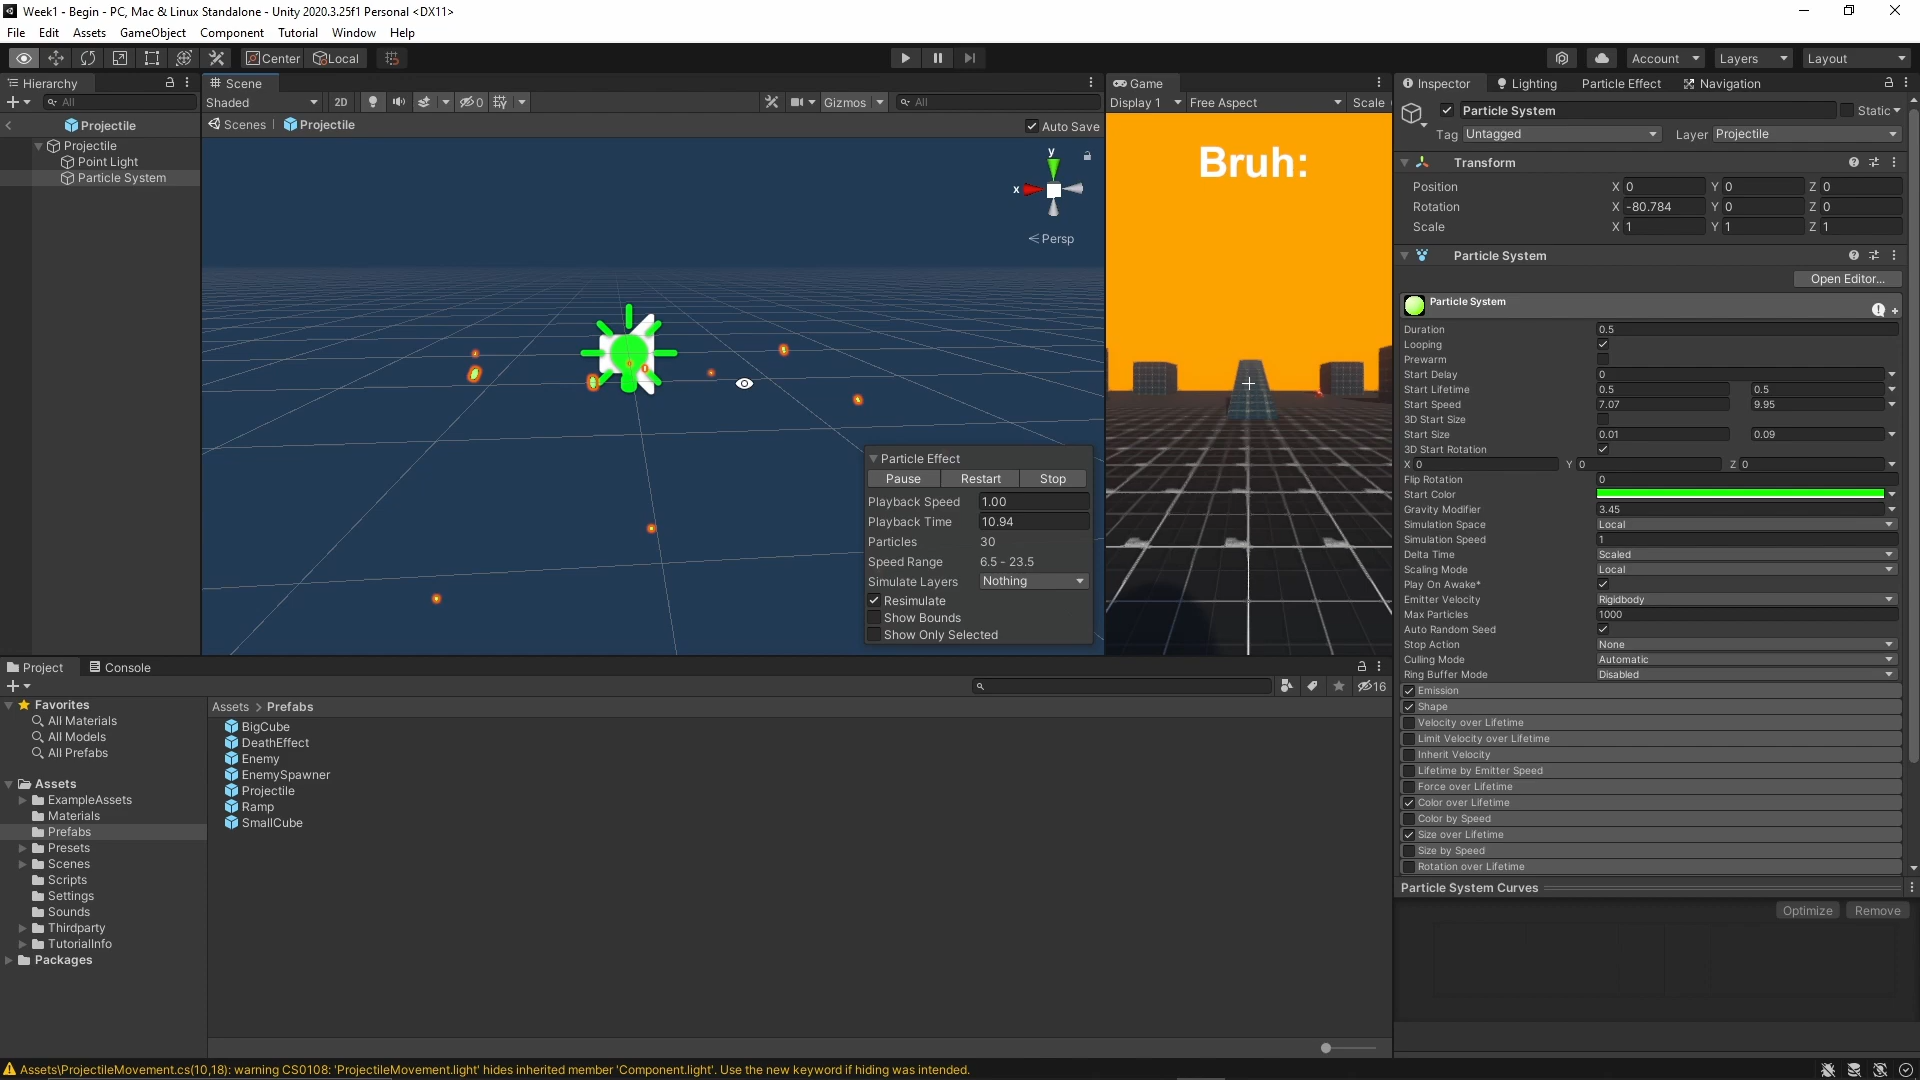 Week1 - Begin - PC, Mac & Linux Standalone - Unity 2020.3.25f1 Personal <DX11>
File Edit Assets GameObject Component Tutorial Window Help
Center Local Account Layers Layout
Hierarchy
All
Projectile
Projectile
Point Light
Particle System
Scene
Shaded 2D 0 Gizmos All
Scenes | Projectile Auto Save
y
x
< Persp
Particle Effect
Pause Restart Stop
Playback Speed 1.00
Playback Time 10.94
Particles 30
Speed Range 6.5 - 23.5
Simulate Layers Nothing
Resimulate
Show Bounds
Show Only Selected
Game
Display 1 Free Aspect Scale
Bruh:
Inspector Lighting Particle Effect Navigation
Particle System Static
Tag Untagged Layer Projectile
Transform
Position X 0 Y 0 Z 0
Rotation X -80.784 Y 0 Z 0
Scale X 1 Y 1 Z 1
Particle System
Open Editor...
Particle System
Duration 0.5
Looping
Prewarm
Start Delay 0
Start Lifetime 0.5 0.5
Start Speed 7.07 9.95
3D Start Size
Start Size 0.01 0.09
3D Start Rotation
X 0 Y 0 Z 0
Flip Rotation 0
Start Color
Gravity Modifier 3.45
Simulation Space Local
Simulation Speed 1
Delta Time Scaled
Scaling Mode Local
Play On Awake*
Emitter Velocity Rigidbody
Max Particles 1000
Auto Random Seed
Stop Action None
Culling Mode Automatic
Ring Buffer Mode Disabled
Emission
Shape
Velocity over Lifetime
Limit Velocity over Lifetime
Inherit Velocity
Lifetime by Emitter Speed
Force over Lifetime
Color over Lifetime
Color by Speed
Size over Lifetime
Size by Speed
Rotation over Lifetime
Particle System Curves
Optimize Remove
Project Console
16
Favorites
All Materials
All Models
All Prefabs
Assets
ExampleAssets
Materials
Prefabs
Presets
Scenes
Scripts
Settings
Sounds
Thirdparty
TutorialInfo
Packages
Assets > Prefabs
BigCube
DeathEffect
Enemy
EnemySpawner
Projectile
Ramp
SmallCube
Assets\ProjectileMovement.cs(10,18): warning CS0108: 'ProjectileMovement.light' hides inherited member 'Component.light'. Use the new keyword if hiding was intended.